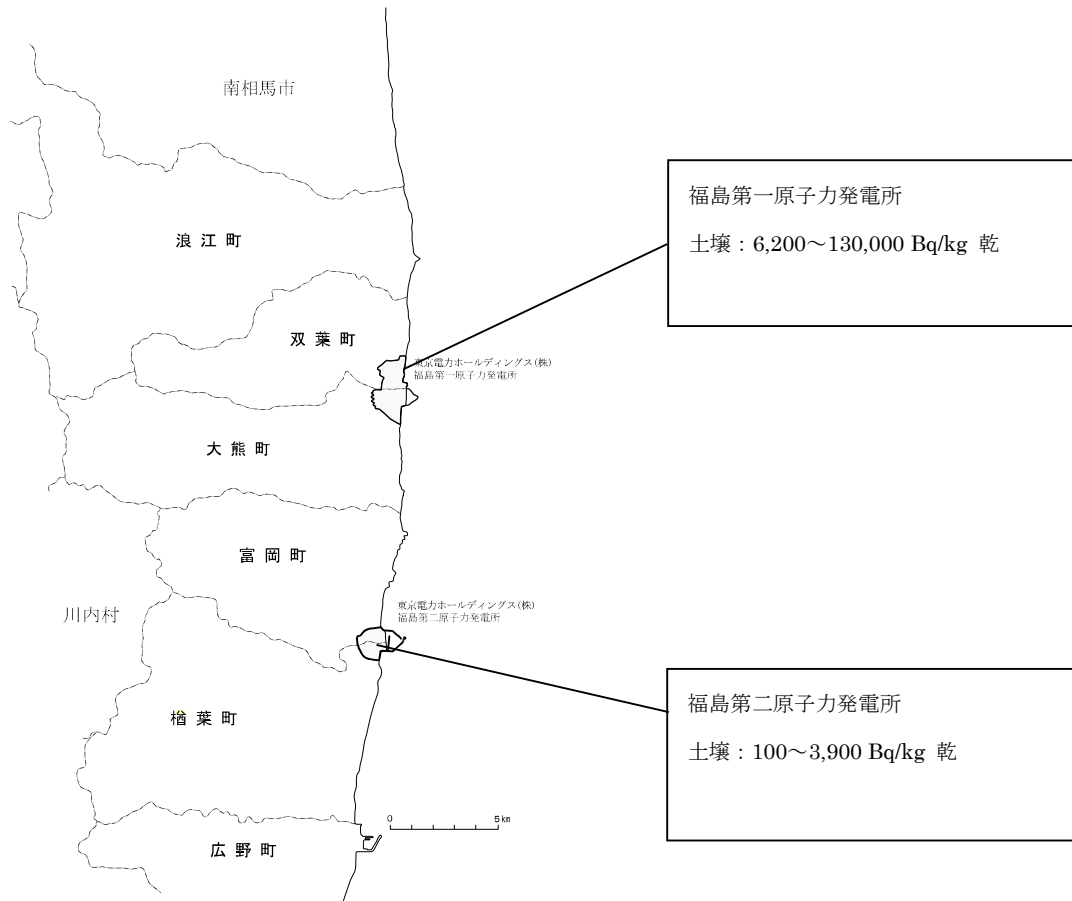 南相馬市
福島第一原子力発電所
土壌：6,200～130,000 Bq/kg 乾
浪江町
双葉町
東京電力ホールディングス(株)
福島第一原子力発電所
大熊町
富岡町
東京電力ホールディングス(株)
福島第二原子力発電所
川内村
福島第二原子力発電所
土壌：100～3,900 Bq/kg 乾
楢葉町
0 5km
広野町